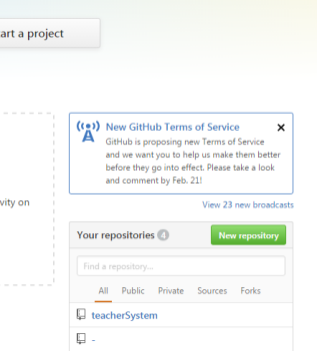 art a project
New GitHub Terms of Service
GitHub is proposing new Terms of Service
and we want you to help us make them better
before they go into effect. Please take a look
and comment by Feb. 21!
vity on
View 23 new broadcasts
Your repositories 4
New repository
Find a repository...
All Public Private Sources Forks
teacherSystem
-